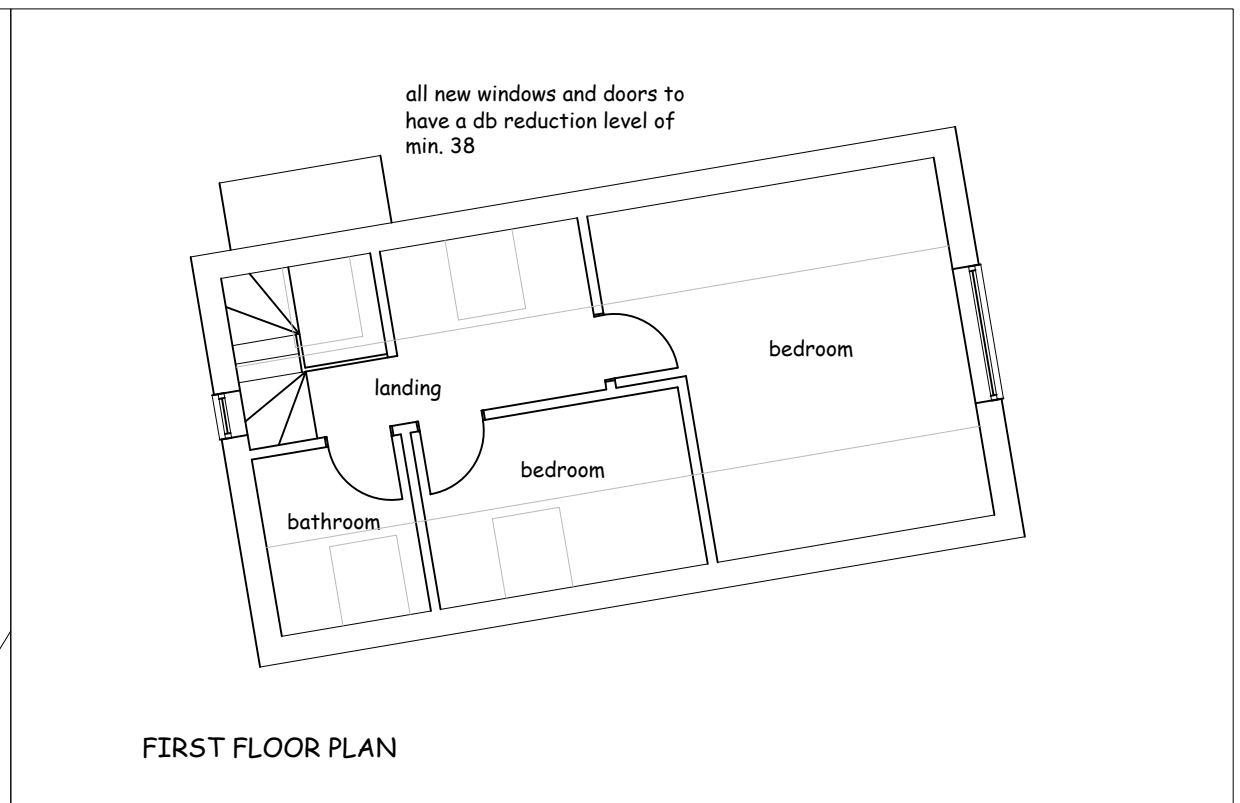 all new windows and doors to
have a db reduction level of
min. 38
bedroom
landing
bedroom
bathroom
FIRST FLOOR PLAN